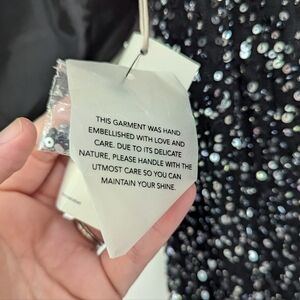 THIS GARMENT WAS HAND
EMBELLISHED WITH LOVE AND
CARE. DUE TO ITS DELICATE
NATURE, PLEASE HANDLE WITH THE
UTMOST CARE SO YOU CAN
MAINTAIN YOUR SHINE.